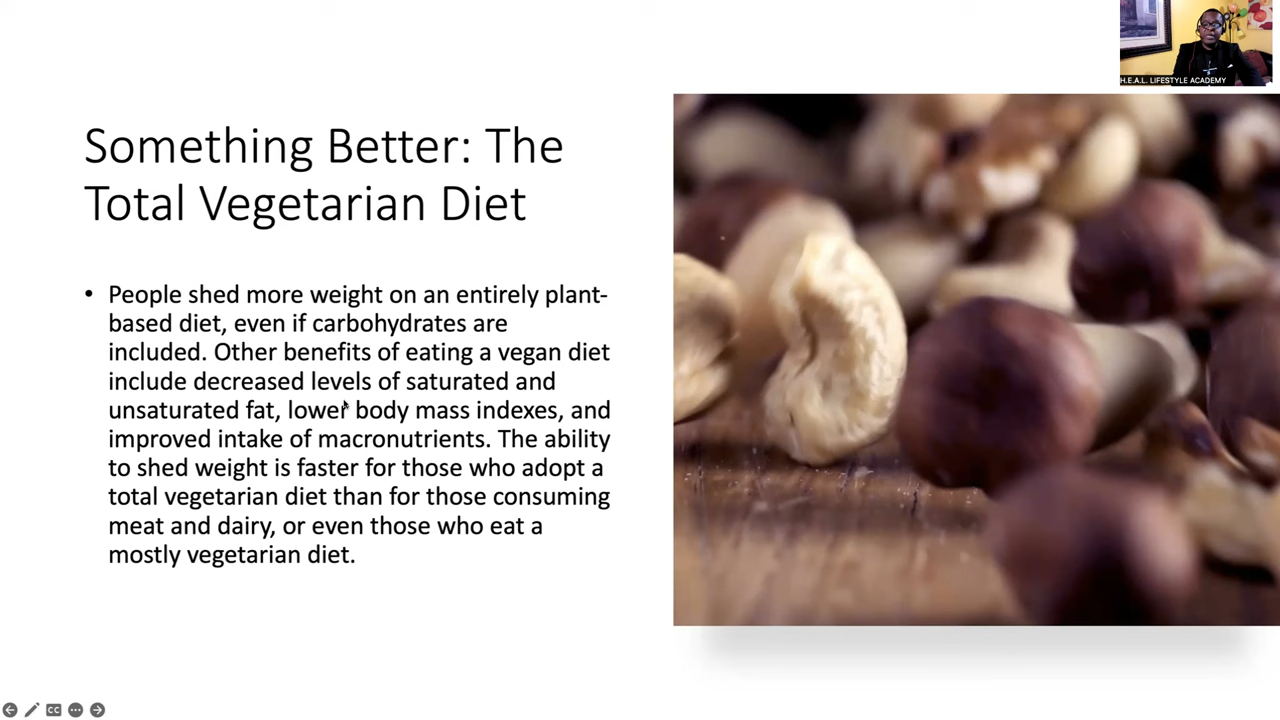 H.E.A.L. LIFESTYLE ACADEMY
Something Better: The
Total Vegetarian Diet
• People shed more weight on an entirely plant-
based diet, even if carbohydrates are
included. Other benefits of eating a vegan diet
include decreased levels of saturated and
unsaturated fat, lower body mass indexes, and
improved intake of macronutrients. The ability
to shed weight is faster for those who adopt a
total vegetarian diet than for those consuming
meat and dairy, or even those who eat a
mostly vegetarian diet.
CC